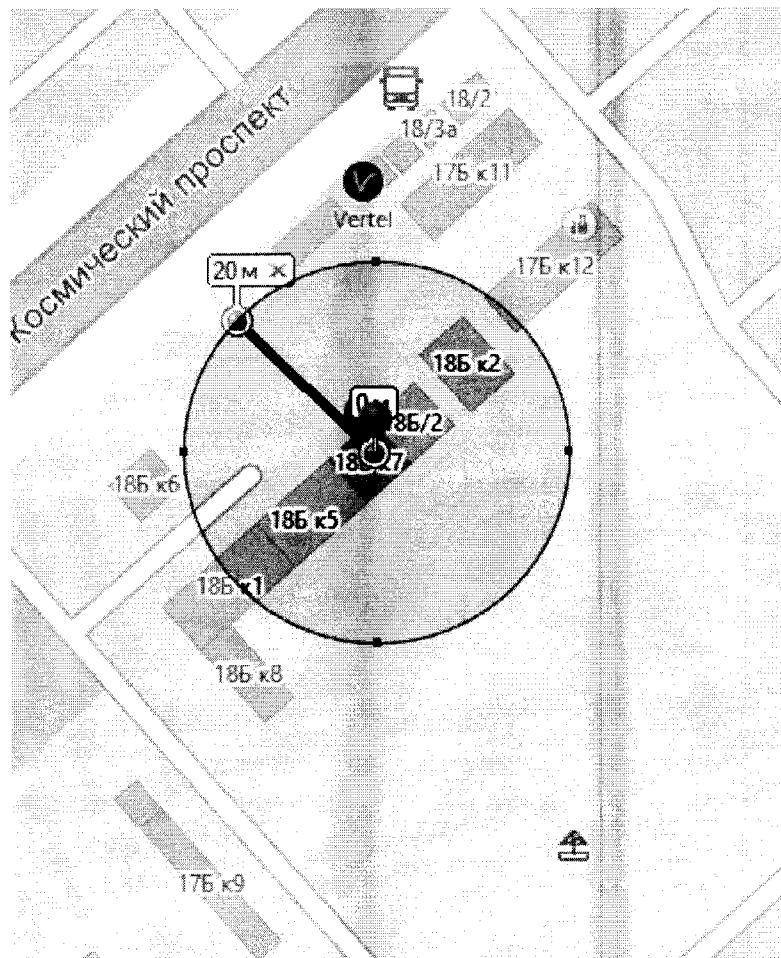 18/2
18/3а
17Б к11
Космический проспект
Vertel
17Б к12
20 м ×
18Б к2
0 м
18Б/2
18Б к7
18Б к6
18Б к5
18Б к1
18Б к8
17Б к9